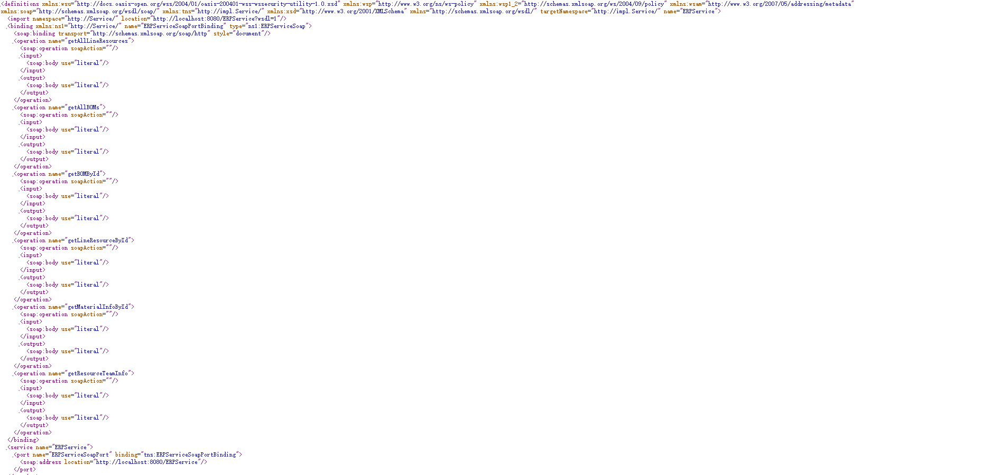 <definitions xmlns:wsu="http://docs.oasis-open.org/wss/2004/01/oasis-200401-wss-wssecurity-utility-1.0.xsd" xmlns:wsp="http://www.w3.org/ns/ws-policy" xmlns:wsp1_2="http://schemas.xmlsoap.org/ws/2004/09/policy" xmlns:wsam="http://www.w3.org/2007/05/addressing/metadata"
xmlns:soap="http://schemas.xmlsoap.org/wsdl/soap/" xmlns:tns="http://impl.Service/" xmlns:xsd="http://www.w3.org/2001/XMLSchema" xmlns="http://schemas.xmlsoap.org/wsdl/" targetNamespace="http://impl.Service/" name="ERPService">
<import namespace="http://Service/" location="http://localhost:8080/ERPService?wsdl=1"/>
<binding xmlns:ns1="http://Service/" name="ERPServiceSoapPortBinding" type="ns1:ERPServiceSoap">
<soap:binding transport="http://schemas.xmlsoap.org/soap/http" style="document"/>
<operation name="getAllLineResources">
<soap:operation soapAction=""/>
<input>
<soap:body use="literal"/>
</input>
<output>
<soap:body use="literal"/>
</output>
</operation>
<operation name="getAllBOMs">
<soap:operation soapAction=""/>
<input>
<soap:body use="literal"/>
</input>
<output>
<soap:body use="literal"/>
</output>
</operation>
<operation name="getBOMById">
<soap:operation soapAction=""/>
<input>
<soap:body use="literal"/>
</input>
<output>
<soap:body use="literal"/>
</output>
</operation>
<operation name="getLineResourceById">
<soap:operation soapAction=""/>
<input>
<soap:body use="literal"/>
</input>
<output>
<soap:body use="literal"/>
</output>
</operation>
<operation name="getMaterialInfoById">
<soap:operation soapAction=""/>
<input>
<soap:body use="literal"/>
</input>
<output>
<soap:body use="literal"/>
</output>
</operation>
<operation name="getResourceTeamInfo">
<soap:operation soapAction=""/>
<input>
<soap:body use="literal"/>
</input>
<output>
<soap:body use="literal"/>
</output>
</operation>
</binding>
<service name="ERPService">
<port name="ERPServiceSoapPort" binding="tns:ERPServiceSoapPortBinding">
<soap:address location="http://localhost:8080/ERPService"/>
</port>